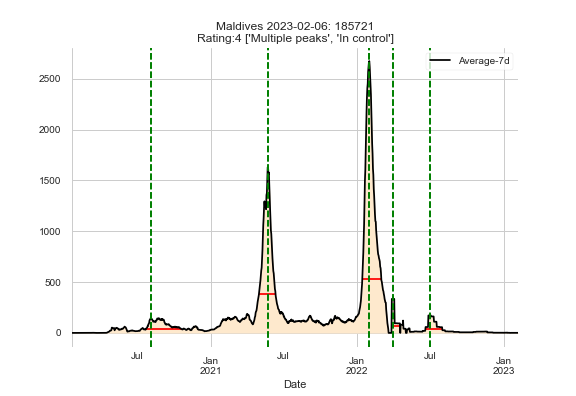 Maldives 2023-02-06: 185721
Rating:4 ['Multiple peaks', 'In control']
Average-7d
2500
2000
1500
1000
500
0
Jul
Jan
2021
Jul
Jan
2022
Jul
Jan
2023
Date